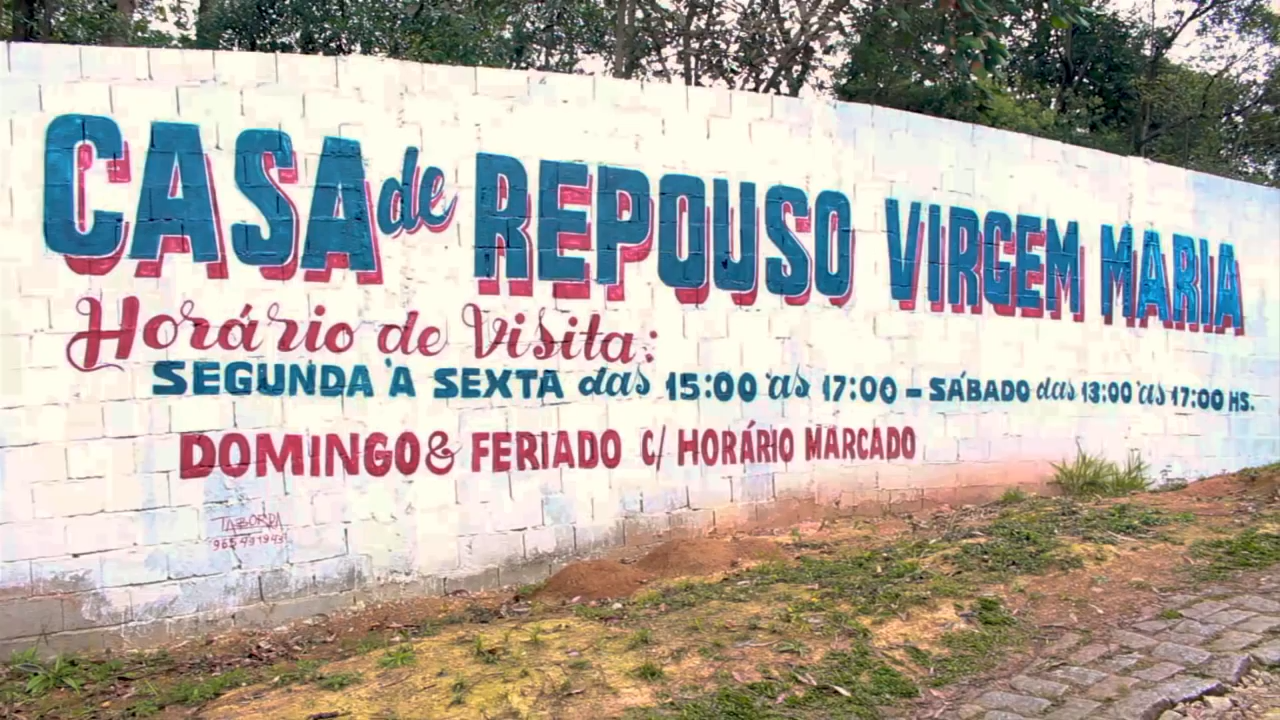 CASA de REPOUSO VIRGEM MARIA
Horário de Visita:
SEGUNDA À SEXTA das 15:00 às 17:00 - SÁBADO das 13:00 às 17:00 HS.
DOMINGO & FERIADO C/ HORÁRIO MARCADO
TABORDA
965491943